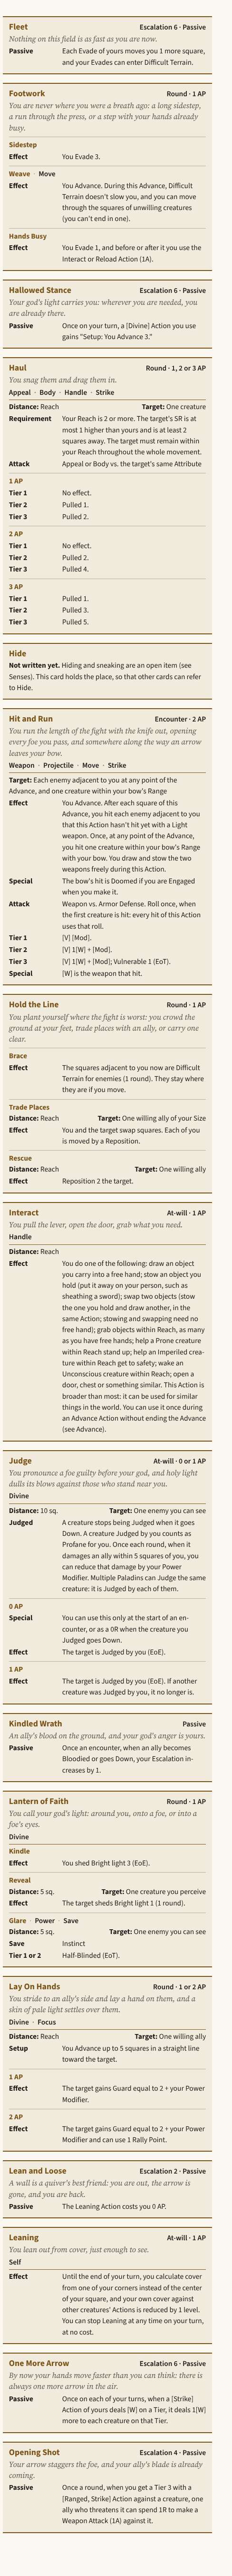 Fleet Escalation 6 · Passive
Nothing on this field is as fast as you are now.
Passive Each Evade of yours moves you 1 more square,
and your Evades can enter Difficult Terrain.
Footwork Round · 1 AP
You are never where you were a breath ago: a long sidestep,
a run through the press, or a step with your hands already
busy.
Sidestep
Effect You Evade 3.
Weave · Move
Effect You Advance. During this Advance, Difficult
Terrain doesn't slow you, and you can move
through the squares of unwilling creatures
(you can't end in one).
Hands Busy
Effect You Evade 1, and before or after it you use the
Interact or Reload Action (1A).
Hallowed Stance Escalation 6 · Passive
Your god's light carries you: wherever you are needed, you
are already there.
Passive Once on your turn, a [Divine] Action you use
gains "Setup: You Advance 3."
Haul Round · 1, 2 or 3 AP
You snag them and drag them in.
Appeal · Body · Handle · Strike
Distance: Reach Target: One creature
Requirement Your Reach is 2 or more. The target's SR is at
most 1 higher than yours and is at least 2
squares away. The target must remain within
your Reach throughout the whole movement.
Attack Appeal or Body vs. the target's same Attribute
1 AP
Tier 1 No effect.
Tier 2 Pulled 1.
Tier 3 Pulled 2.
2 AP
Tier 1 No effect.
Tier 2 Pulled 2.
Tier 3 Pulled 4.
3 AP
Tier 1 Pulled 1.
Tier 2 Pulled 3.
Tier 3 Pulled 5.
Hide
Not written yet. Hiding and sneaking are an open item (see
Senses). This card holds the place, so that other cards can refer
to Hide.
Hit and Run Encounter · 2 AP
You run the length of the fight with the knife out, opening
every foe you pass, and somewhere along the way an arrow
leaves your bow.
Weapon · Projectile · Move · Strike
Target: Each enemy adjacent to you at any point of the
Advance, and one creature within your bow's Range
Effect You Advance. After each square of this
Advance, you hit each enemy adjacent to you
that this Action hasn't hit yet with a Light
weapon. Once, at any point of the Advance,
you hit one creature within your bow's Range
with your bow. You draw and stow the two
weapons freely during this Action.
Special The bow's hit is Doomed if you are Engaged
when you make it.
Attack Weapon vs. Armor Defense. Roll once, when
the first creature is hit: every hit of this Action
uses that roll.
Tier 1 [V] [Mod].
Tier 2 [V] 1[W] + [Mod].
Tier 3 [V] 1[W] + [Mod]; Vulnerable 1 (EoT).
Special [W] is the weapon that hit.
Hold the Line Round · 1 AP
You plant yourself where the fight is worst: you crowd the
ground at your feet, trade places with an ally, or carry one
clear.
Brace
Effect The squares adjacent to you now are Difficult
Terrain for enemies (1 round). They stay where
they are if you move.
Trade Places
Distance: Reach Target: One willing ally of your Size
Effect You and the target swap squares. Each of you
is moved by a Reposition.
Rescue
Distance: Reach Target: One willing ally
Effect Reposition 2 the target.
Interact At-will · 1 AP
You pull the lever, open the door, grab what you need.
Handle
Distance: Reach
Effect You do one of the following: draw an object
you carry into a free hand; stow an object you
hold (put it away, into a container, such as
sheathing a sword); swap two objects (stow
the one you hold and draw another, in the
same Action; stowing and swapping need no
free hand); grab objects within Reach, as many
as you have free hands; help a Prone creature
within Reach stand up; help an Imperiled crea-
ture within Reach get to safety; wake an
Unconscious creature within Reach; open a
door, chest or something similar. This Action is
broader than most: it can be used for similar
things in the world. You can use it once during
an Advance Action without ending the Advance
(see Advance).
Judge At-will · 0 or 1 AP
You pronounce a foe guilty before your god, and holy light
dulls its blows against those who stand near you.
Divine
Distance: 10 sq. Target: One enemy you can see
Judged A creature stops being Judged when it goes
Down. A creature Judged by you counts as
Profane for you. Once each round, when it
damages an ally within 5 squares of you, you
can reduce that damage by your Power
Modifier. Multiple Paladins can Judge the same
creature: it is Judged by each of them.
0 AP
Special You can use this only at the start of an en-
counter, or as a 0R when the creature you
Judged goes Down.
Effect The target is Judged by you (EoE).
1 AP
Effect The target is Judged by you (EoE). If another
creature was Judged by you, it no longer is.
Kindled Wrath Passive
An ally's blood on the ground, and your god's anger is yours.
Passive Once an encounter, when an ally becomes
Bloodied or goes Down, your Escalation in-
creases by 1.
Lantern of Faith Round · 1 AP
You call your god's light: around you, onto a foe, or into a
foe's eyes.
Divine
Kindle
Effect You shed Bright light 3 (EoE).
Reveal
Distance: 5 sq. Target: One creature you perceive
Effect The target sheds Bright light 1 (1 round).
Glare · Power · Save
Distance: 5 sq. Target: One enemy you can see
Save Instinct
Tier 1 or 2 Half-Blinded (EoT).
Lay On Hands Round · 1 or 2 AP
You stride to an ally's side and lay a hand on them, and a
skin of pale light settles over them.
Divine · Focus
Distance: Reach Target: One willing ally
Setup You Advance up to 5 squares in a straight line
toward the target.
1 AP
Effect The target gains Guard equal to 2 + your Power
Modifier.
2 AP
Effect The target gains Guard equal to 2 + your Power
Modifier and can use 1 Rally Point.
Lean and Loose Escalation 2 · Passive
A wall is a quiver's best friend: you are out, the arrow is
gone, and you are back.
Passive The Leaning Action costs you 0 AP.
Leaning At-will · 1 AP
You lean out from cover, just enough to see.
Self
Effect Until the end of your turn, you calculate cover
from one of your corners instead of the center
of your square, and your own cover against
other creatures' Actions is reduced by 1 level.
You can stop Leaning at any time on your turn,
at no cost.
One More Arrow Escalation 6 · Passive
By now your hands move faster than you can think: there is
always one more arrow in the air.
Passive Once on each of your turns, when a [Strike]
Action of yours deals [W] on a Tier, it deals 1[W]
more to each creature on that Tier.
Opening Shot Escalation 4 · Passive
Your arrow staggers the foe, and your ally's blade is already
coming.
Passive Once a round, when you get a Tier 3 with a
[Ranged, Strike] Action against a creature, one
ally who threatens it can spend 1R to make a
Weapon Attack (1A) against it.